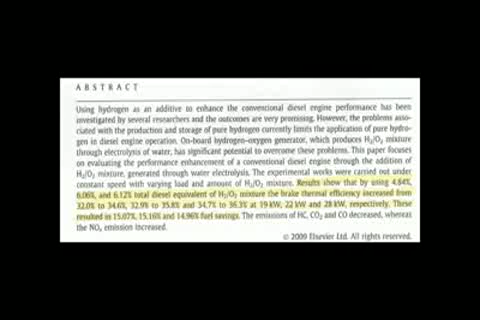 ABSTRACT
Using hydrogen as an additive to enhance the conventional diesel engine performance has been
investigated by several researchers and the outcomes are very promising. However, the problems asso-
ciated with the production and storage of pure hydrogen currently limits the application of pure hydro-
gen in diesel engine operation. On-board hydrogen-oxygen generator, which produces H₂/O₂ mixture
through electrolysis of water, has significant potential to overcome these problems. This paper focuses
on evaluating the performance enhancement of a conventional diesel engine through the addition of
H₂/O₂ mixture, generated through water electrolysis. The experimental works were carried out under
constant speed with varying load and amount of H₂/O₂ mixture. Results show that by using 4.84%,
6.06%, and 6.12% total diesel equivalent of H₂/O₂ mixture the brake thermal efficiency increased from
32.0% to 34.6%, 32.9% to 35.8% and 34.7% to 36.3% at 19 kW, 22 kW and 28 kW, respectively. These
resulted in 15.07%, 15.16% and 14.96% fuel savings. The emissions of HC, CO₂ and CO decreased, whereas
the NOₓ emission increased.
© 2009 Elsevier Ltd. All rights reserved.